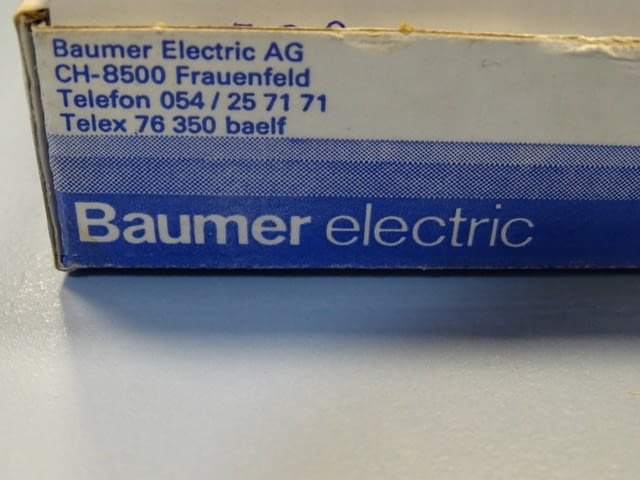 Baumer Electric AG
CH-8500 Frauenfeld
Telefon 054 / 25 71 71
Telex 76 350 baelf
Baumer electric